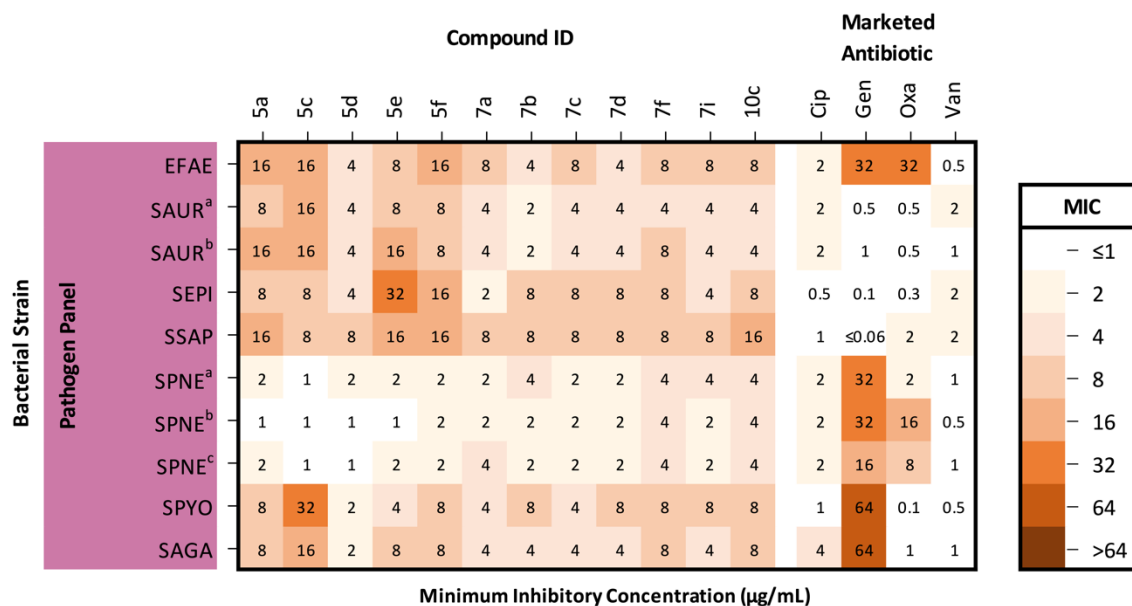 Compound ID
Marketed
Antibiotic
5a 5c 5d 5e 5f 7a 7b 7c 7d 7f 7i 10c Cip Gen Oxa Van
Bacterial Strain
Pathogen Panel
EFAE 16 16 4 8 16 8 4 8 4 8 8 8 2 32 32 0.5
SAURᵃ 8 16 4 8 8 4 2 4 4 4 4 4 2 0.5 0.5 2
SAURᵇ 16 16 4 16 8 4 2 4 4 8 4 4 2 1 0.5 1
SEPI 8 8 4 32 16 2 8 8 8 8 4 8 0.5 0.1 0.3 2
SSAP 16 8 8 16 16 8 8 8 8 8 8 16 1 ≤0.06 2 2
SPNEᵃ 2 1 2 2 2 2 4 2 2 4 4 4 2 32 2 1
SPNEᵇ 1 1 1 1 2 2 2 2 2 4 2 4 2 32 16 0.5
SPNEᶜ 2 1 1 2 2 4 2 2 2 4 2 4 2 16 8 1
SPYO 8 32 2 4 8 4 8 4 8 8 8 8 1 64 0.1 0.5
SAGA 8 16 2 8 8 4 4 4 4 8 4 8 4 64 1 1
Minimum Inhibitory Concentration (μg/mL)
MIC
≤1
2
4
8
16
32
64
>64